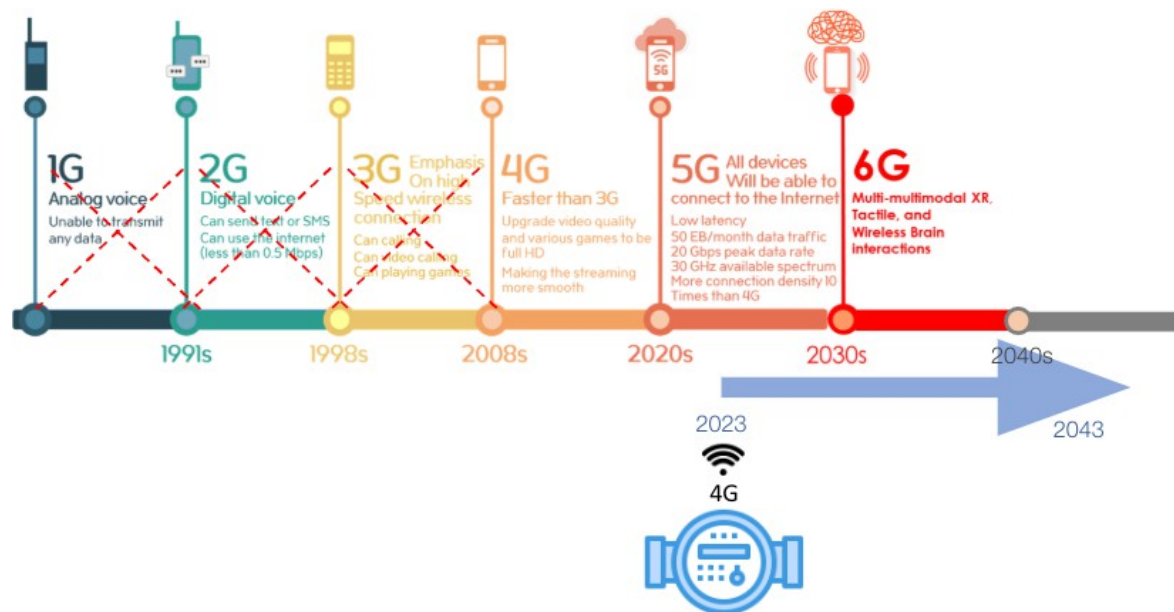 5G
1G
Analog voice
Unable to transmit
any data
2G
Digital voice
Can send text or SMS
Can use the internet
(less than 0.5 Mbps)
1991s
3G Emphasis
On high
Speed wireless
connection
Can calling
Can video calling
Can playing games
1998s
4G
Faster than 3G
Upgrade video quality
and various games to be
full HD
Making the streaming
more smooth
2008s
5G All devices
Will be able to
connect to the Internet
Low latency
50 EB/month data traffic
20 Gbps peak data rate
30 GHz available spectrum
More connection density 10
Times than 4G
2020s
6G
Multi-multimodal XR,
Tactile, and
Wireless Brain
interactions
2030s
2040s
2023
2043
4G